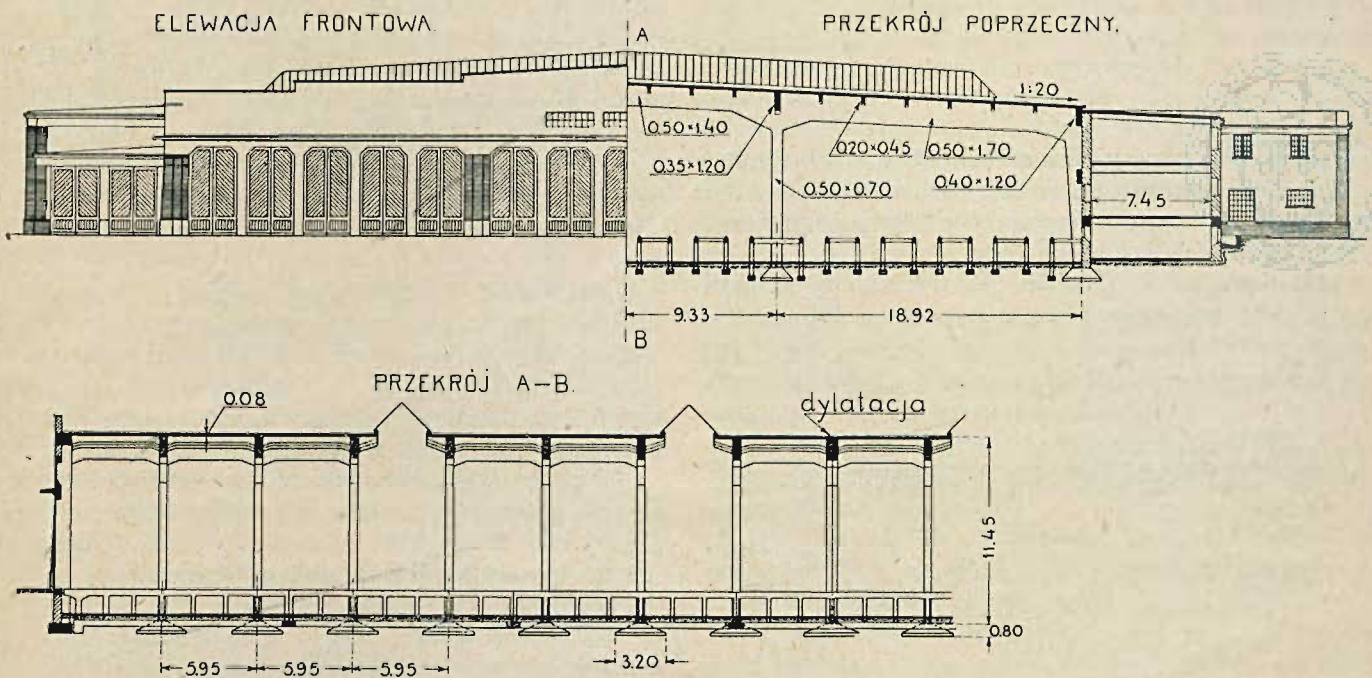 ELEWACJA FRONTOWA.
PRZEKRÓJ POPRZECZNY.
A
1:20
0.50×1.40
0.35×1.20
0.20×0.45
0.50×1.70
0.40×1.20
0.50×0.70
7.45
9.33
18.92
B
PRZEKRÓJ A–B.
0.08
dylatacja
11.45
0.80
5.95
5.95
5.95
3.20